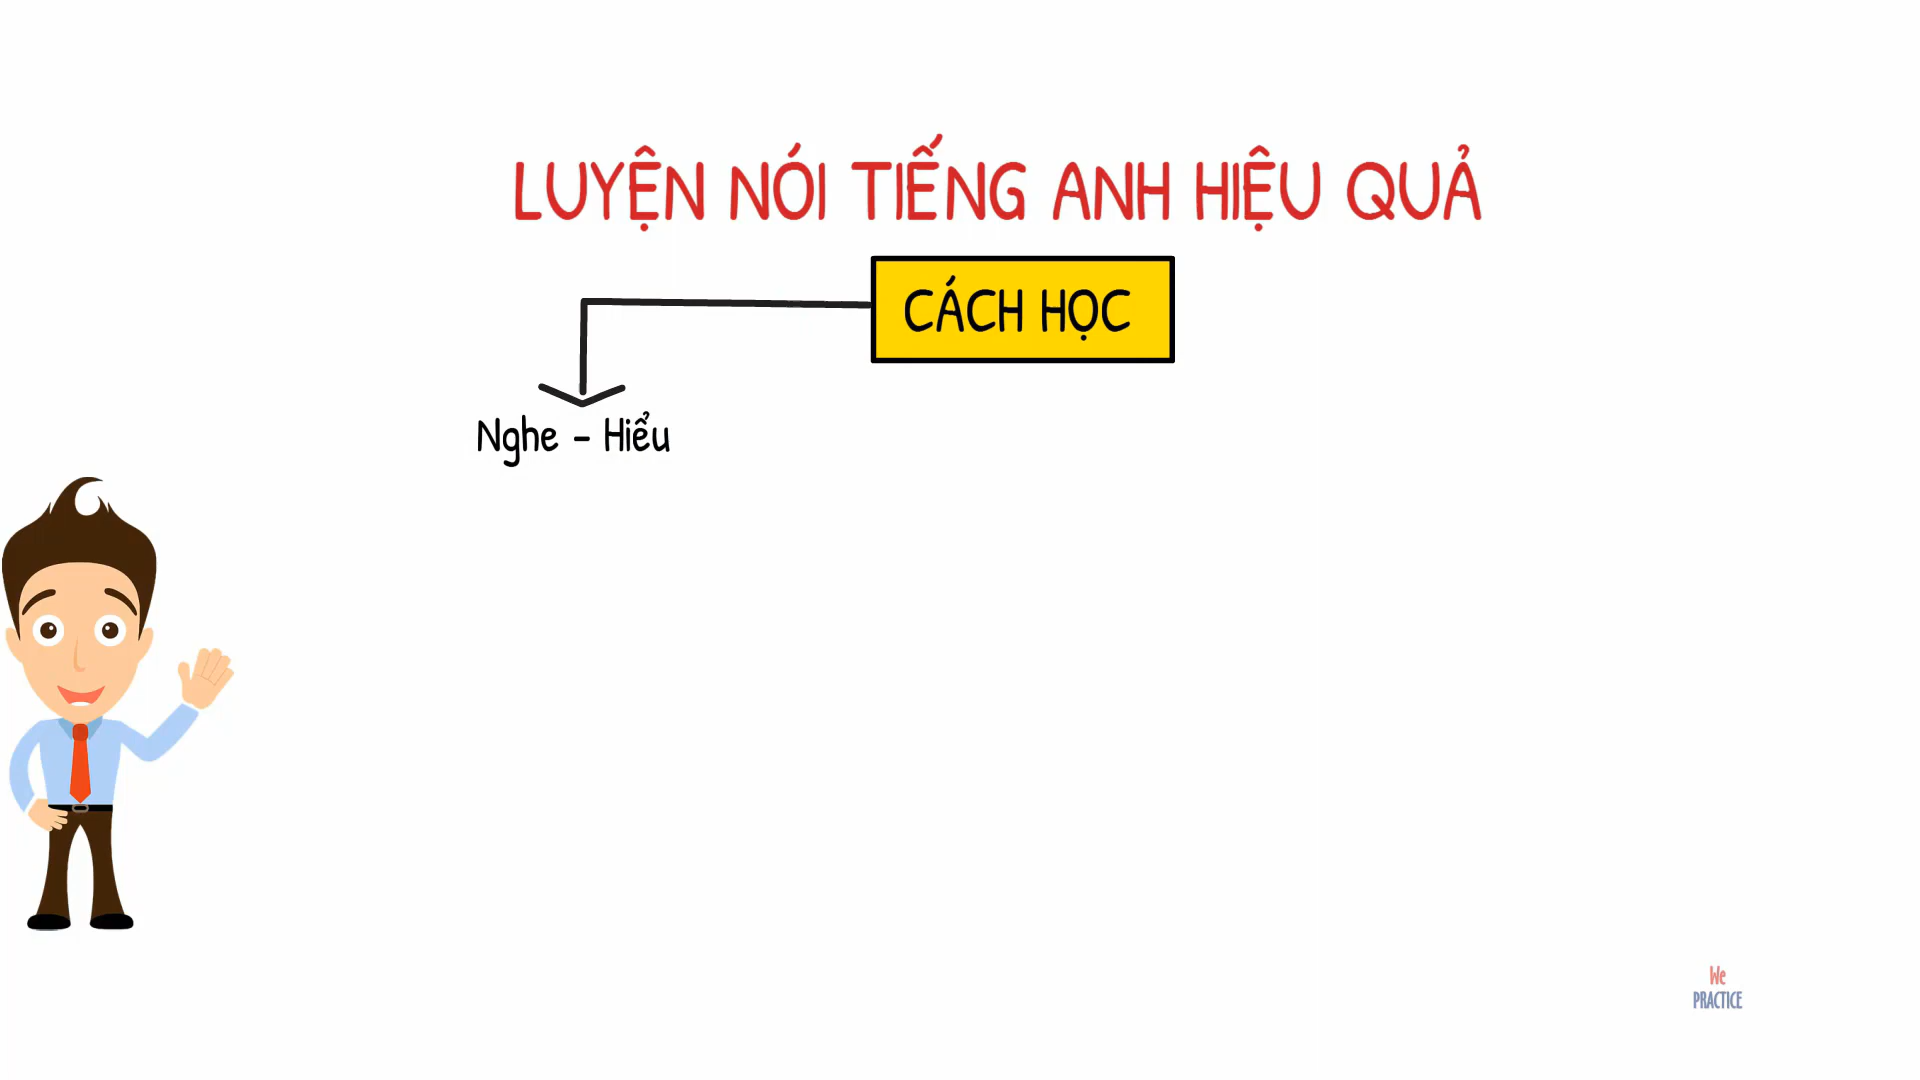 LUYỆN NÓI TIẾNG ANH HIỆU QUẢ
CÁCH HỌC
Nghe - Hiểu
We
PRACTICE